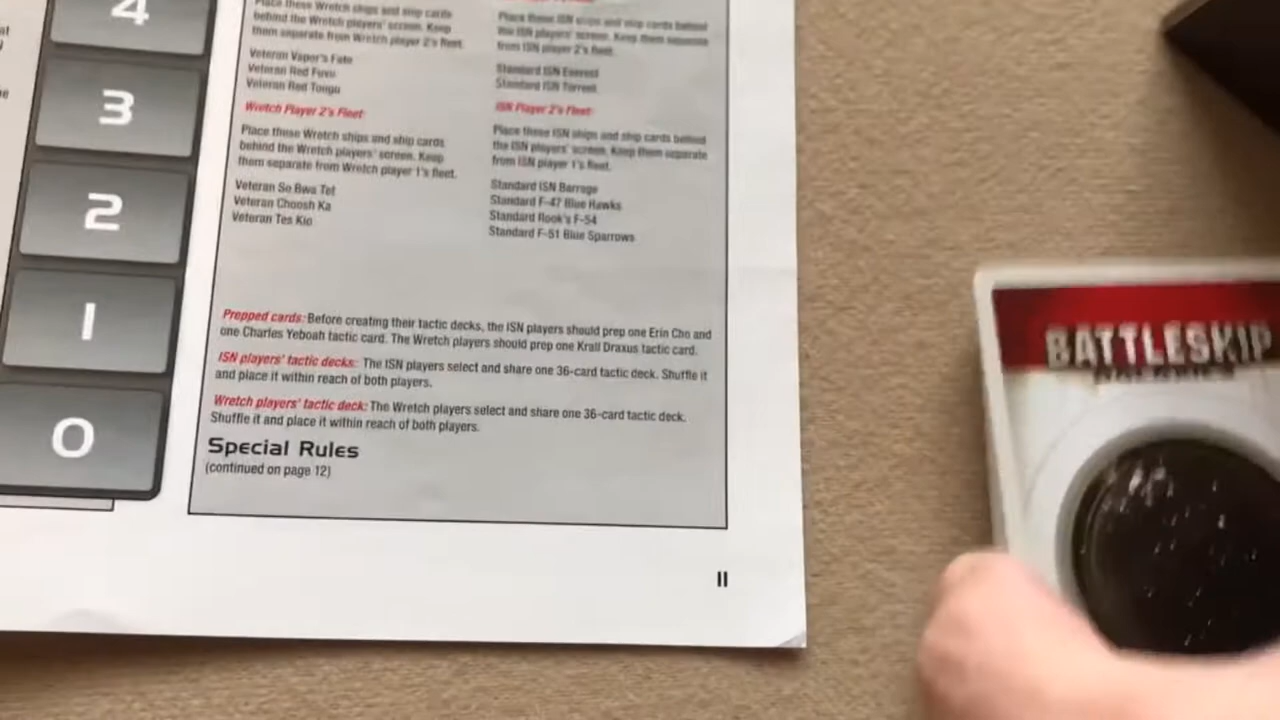 4
3
2
1
0
Place these Wretch ships and ship cards
behind the Wretch players' screen. Keep
them separate from Wretch player 2's fleet.
Veteran Vapor's Fate
Veteran Red Fuvu
Veteran Red Tongu
Wretch Player 2's Fleet:
Place these Wretch ships and ship cards
behind the Wretch players' screen. Keep
them separate from Wretch player 1's fleet.
Veteran So Bwa Tet
Veteran Choosh Ka
Veteran Tes Kio
Place these ISN ships and ship cards behind
the ISN players' screen. Keep them separate
from ISN player 2's fleet.
Standard ISN Everest
Standard ISN Torrent
ISN Player 2's Fleet:
Place these ISN ships and ship cards behind
the ISN players' screen. Keep them separate
from ISN player 1's fleet.
Standard ISN Barrage
Standard F-47 Blue Hawks
Standard Rook's F-54
Standard F-51 Blue Sparrows
Prepped cards: Before creating their tactic decks, the ISN players should prep one Erin Cho and
one Charles Yeboah tactic card. The Wretch players should prep one Krall Draxus tactic card.
ISN players' tactic decks: The ISN players select and share one 36-card tactic deck. Shuffle it
and place it within reach of both players.
Wretch players' tactic deck: The Wretch players select and share one 36-card tactic deck.
Shuffle it and place it within reach of both players.
Special Rules
(continued on page 12)
11
BATTLESHIP